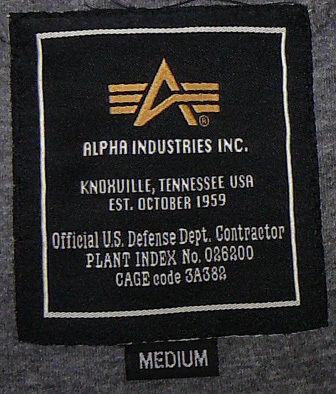 ®
ALPHA INDUSTRIES INC.
KNOXVILLE, TENNESSEE USA
EST. OCTOBER 1959
Official U.S. Defense Dept. Contractor
PLANT INDEX No. 026200
CAGE code 3A382
MEDIUM